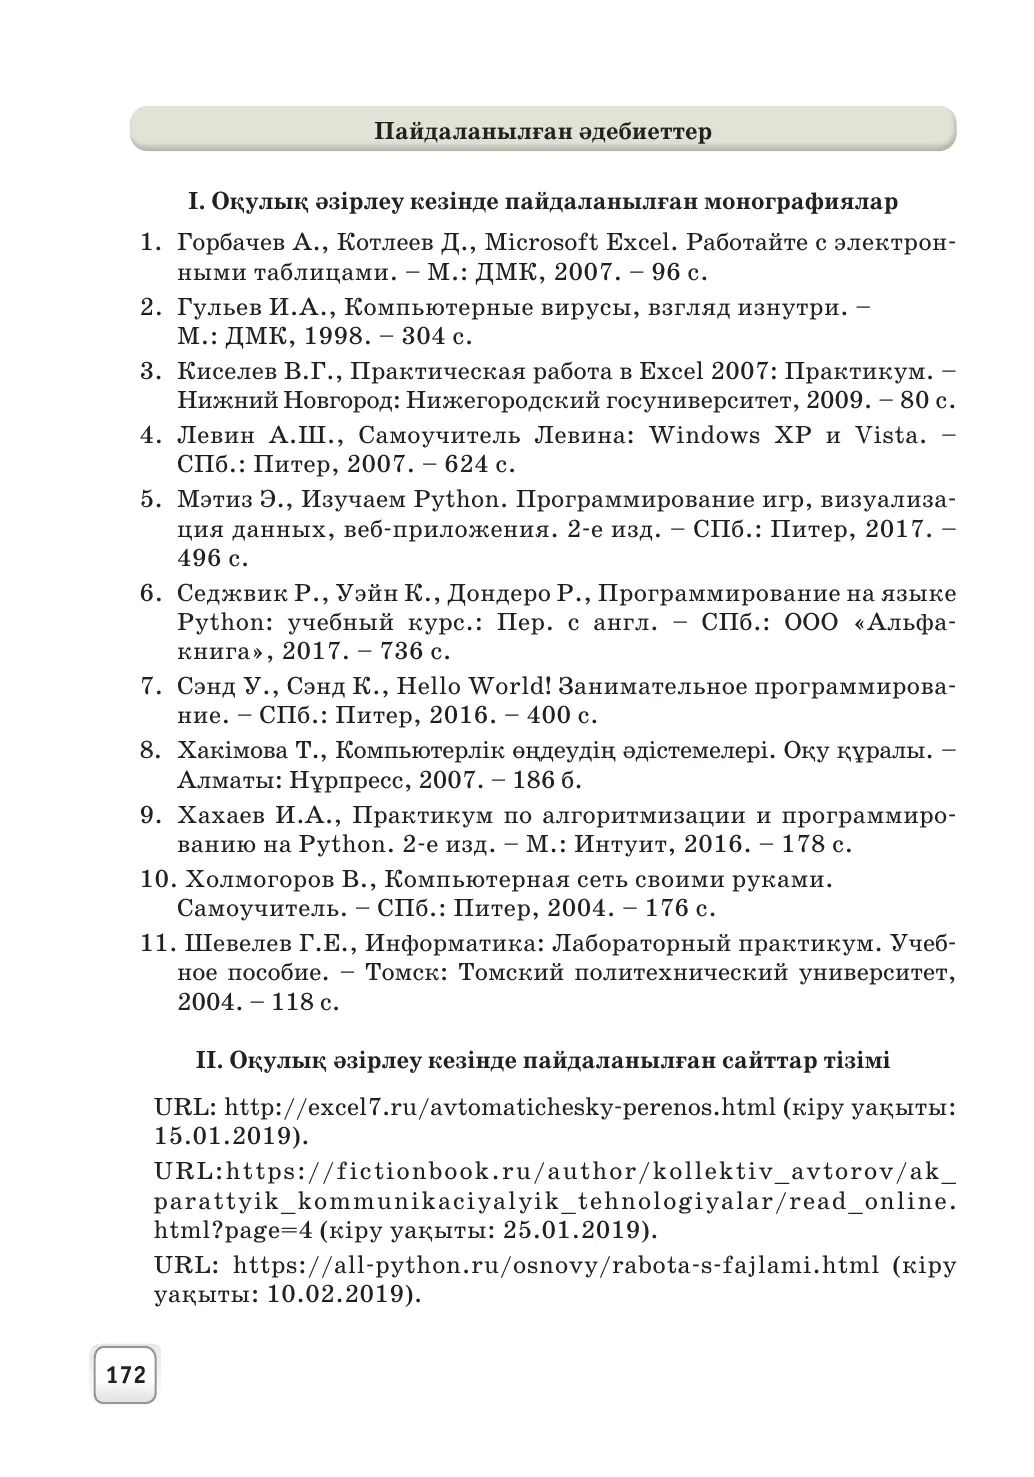 Пайдаланылған әдебиеттер
I. Оқулық әзірлеу кезінде пайдаланылған монографиялар
1. Горбачев А., Котлеев Д., Microsoft Excel. Работайте с электрон-
ными таблицами. – М.: ДМК, 2007. – 96 с.
2. Гульев И.А., Компьютерные вирусы, взгляд изнутри. –
М.: ДМК, 1998. – 304 с.
3. Киселев В.Г., Практическая работа в Excel 2007: Практикум. –
Нижний Новгород: Нижегородский госуниверситет, 2009. – 80 с.
4. Левин А.Ш., Самоучитель Левина: Windows XP и Vista. –
СПб.: Питер, 2007. – 624 с.
5. Мэтиз Э., Изучаем Python. Программирование игр, визуализа-
ция данных, веб-приложения. 2-е изд. – СПб.: Питер, 2017. –
496 с.
6. Седжвик Р., Уэйн К., Дондеро Р., Программирование на языке
Python: учебный курс.: Пер. с англ. – СПб.: ООО «Альфа-
книга», 2017. – 736 с.
7. Сэнд У., Сэнд К., Hello World! Занимательное программирова-
ние. – СПб.: Питер, 2016. – 400 с.
8. Хакімова Т., Компьютерлік өңдеудің әдістемелері. Оқу құралы. –
Алматы: Нұрпресс, 2007. – 186 б.
9. Хахаев И.А., Практикум по алгоритмизации и программиро-
ванию на Python. 2-е изд. – М.: Интуит, 2016. – 178 с.
10. Холмогоров В., Компьютерная сеть своими руками.
Самоучитель. – СПб.: Питер, 2004. – 176 с.
11. Шевелев Г.Е., Информатика: Лабораторный практикум. Учеб-
ное пособие. – Томск: Томский политехнический университет,
2004. – 118 с.
II. Оқулық әзірлеу кезінде пайдаланылған сайттар тізімі
URL: http://excel7.ru/avtomatichesky-perenos.html (кіру уақыты:
15.01.2019).
URL:https://fictionbook.ru/author/kollektiv_avtorov/ak_
parattyik_kommunikaciyalyik_tehnologiyalar/read_online.
html?page=4 (кіру уақыты: 25.01.2019).
URL: https://all-python.ru/osnovy/rabota-s-fajlami.html (кіру
уақыты: 10.02.2019).
172